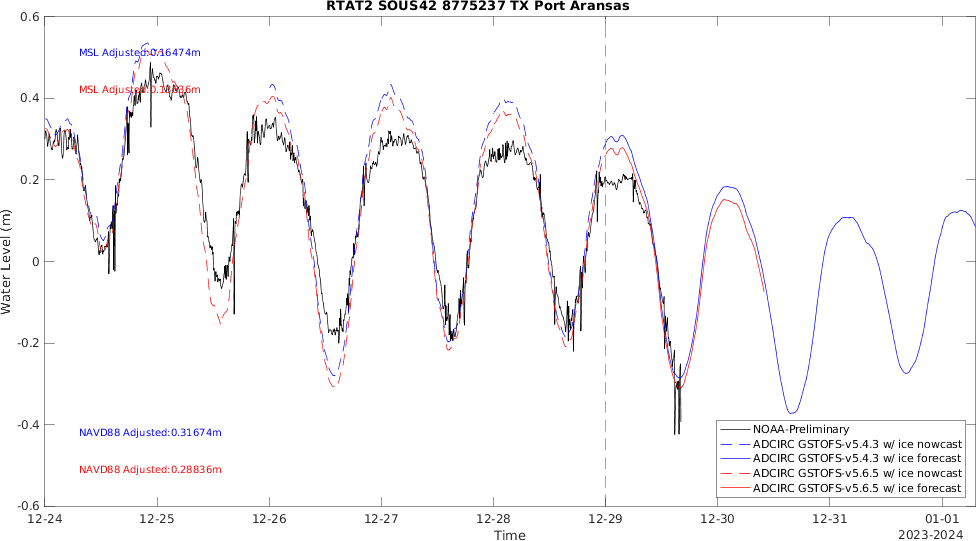 RTAT2 SOUS42 8775237 TX Port Aransas
0.6
0.4
0.2
0
-0.2
-0.4
-0.6
Water Level (m)
MSL Adjusted:0.16474m
MSL Adjusted:
NAVD88 Adjusted:0.31674m
NAVD88 Adjusted:0.28836m
NOAA-Preliminary
ADCIRC GSTOFS-v5.4.3 w/ ice nowcast
ADCIRC GSTOFS-v5.4.3 w/ ice forecast
ADCIRC GSTOFS-v5.6.5 w/ ice nowcast
ADCIRC GSTOFS-v5.6.5 w/ ice forecast
12-24 12-25 12-26 12-27 12-28 12-29 12-30 12-31 01-01
Time
2023-2024